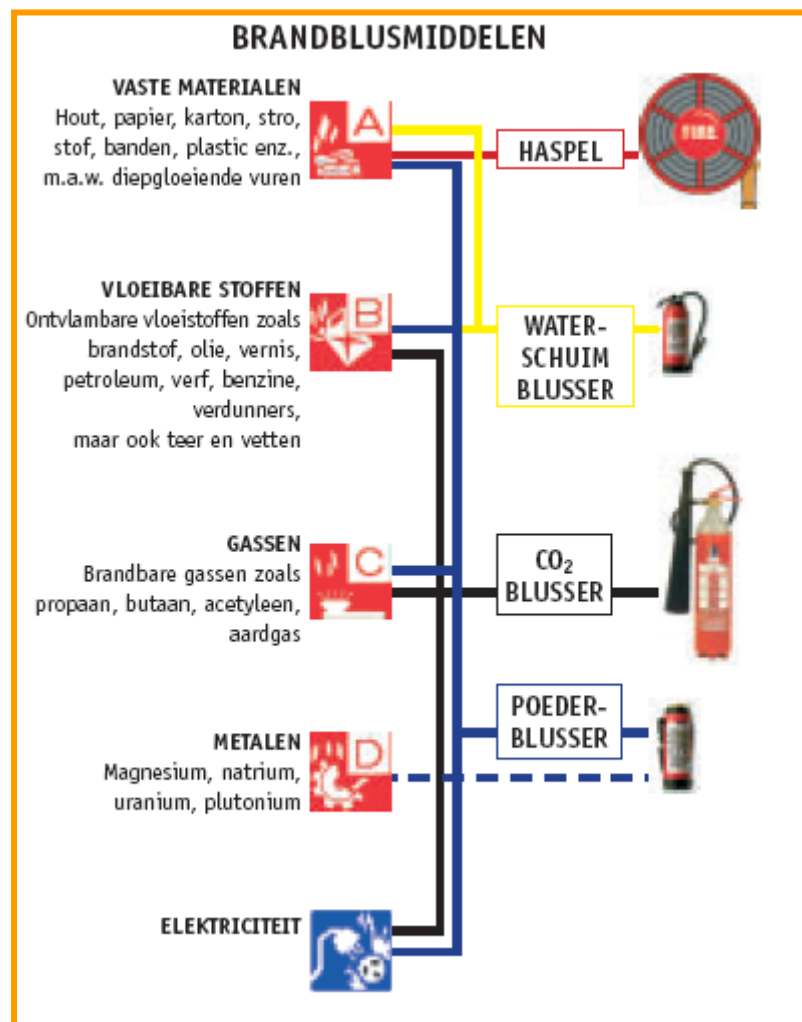 BRANDBLUSMIDDELEN
VASTE MATERIALEN
Hout, papier, karton, stro,
stof, banden, plastic enz.,
m.a.w. diepgloeiende vuren
A
HASPEL
FIRE
VLOEIBARE STOFFEN
Ontvlambare vloeistoffen zoals
brandstof, olie, vernis,
petroleum, verf, benzine,
verdunners,
maar ook teer en vetten
B
WATER-
SCHUIM
BLUSSER
GASSEN
Brandbare gassen zoals
propaan, butaan, acetyleen,
aardgas
C
CO₂
BLUSSER
METALEN
Magnesium, natrium,
uranium, plutonium
D
POEDER-
BLUSSER
ELEKTRICITEIT